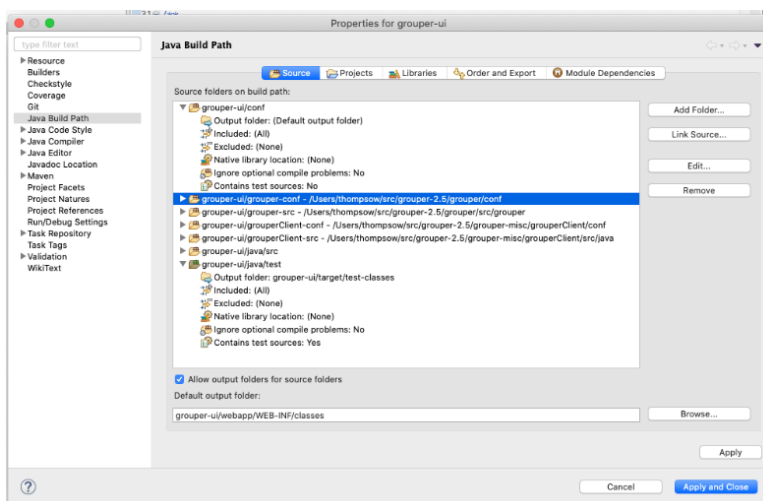 Properties for grouper-ui
type filter text
Resource
Builders
Checkstyle
Coverage
Git
Java Build Path
Java Code Style
Java Compiler
Java Editor
Javadoc Location
Maven
Project Facets
Project Natures
Project References
Run/Debug Settings
Task Repository
Task Tags
Validation
WikiText
Java Build Path
Source Projects Libraries Order and Export Module Dependencies
Source folders on build path:
grouper-ui/conf
Output folder: (Default output folder)
Included: (All)
Excluded: (None)
Native library location: (None)
Ignore optional compile problems: No
Contains test sources: No
grouper-ui/grouper-conf - /Users/thompsow/src/grouper-2.5/grouper/conf
grouper-ui/grouper-src - /Users/thompsow/src/grouper-2.5/grouper/src/grouper
grouper-ui/grouperClient-conf - /Users/thompsow/src/grouper-2.5/grouper-misc/grouperClient/conf
grouper-ui/grouperClient-src - /Users/thompsow/src/grouper-2.5/grouper-misc/grouperClient/src/java
grouper-ui/java/src
grouper-ui/java/test
Output folder: grouper-ui/target/test-classes
Included: (All)
Excluded: (None)
Native library location: (None)
Ignore optional compile problems: No
Contains test sources: Yes
Add Folder...
Link Source...
Edit...
Remove
Allow output folders for source folders
Default output folder:
grouper-ui/webapp/WEB-INF/classes
Browse...
Apply
?
Cancel
Apply and Close